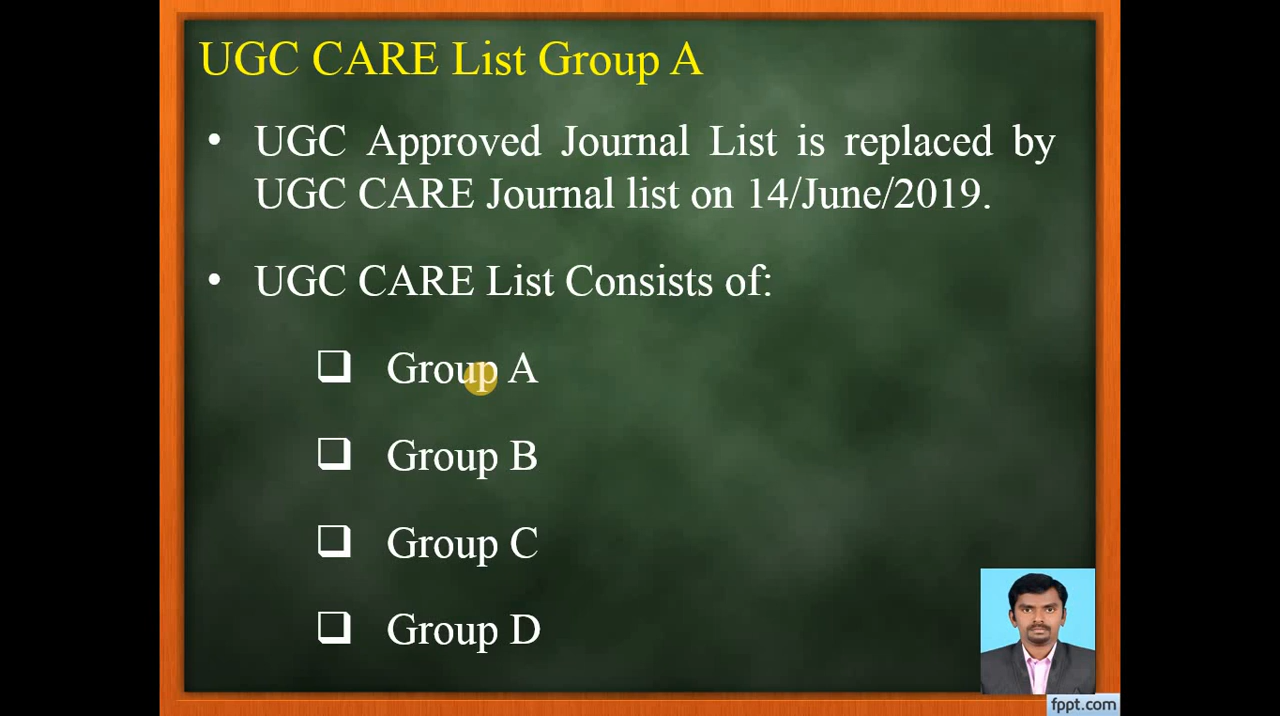 UGC CARE List Group A
• UGC Approved Journal List is replaced by
UGC CARE Journal list on 14/June/2019.
• UGC CARE List Consists of:
❑ Group A
❑ Group B
❑ Group C
❑ Group D
fppt.com